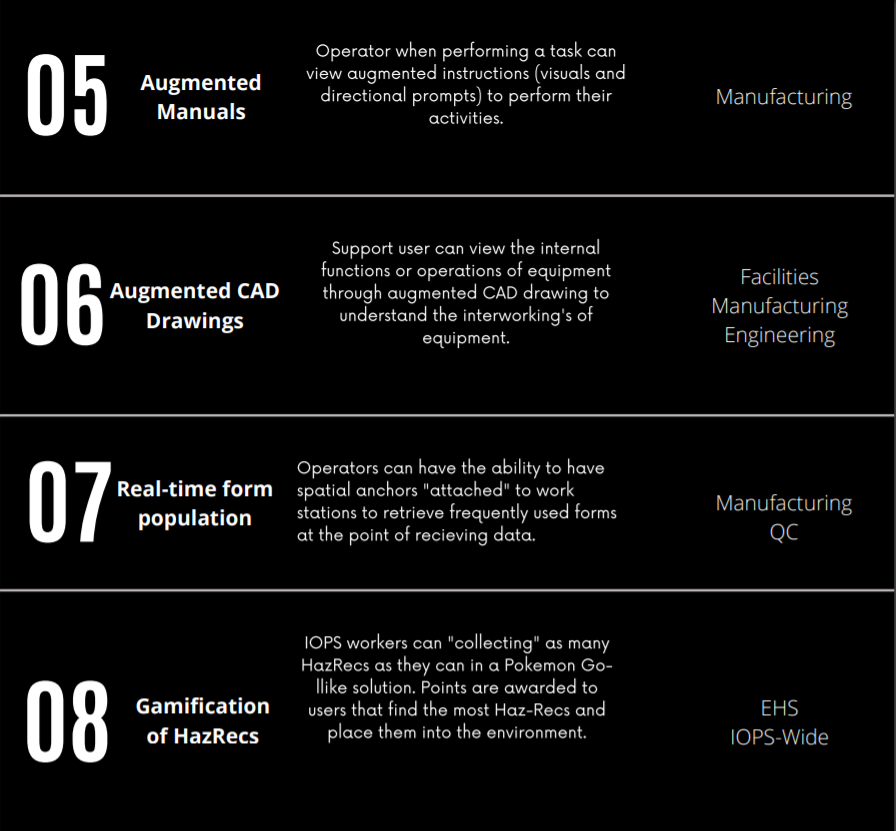 05
Augmented
Manuals
Operator when performing a task can
view augmented instructions (visuals and
directional prompts) to perform their
activities.
Manufacturing
06
Augmented CAD
Drawings
Support user can view the internal
functions or operations of equipment
through augmented CAD drawing to
understand the interworking's of
equipment.
Facilities
Manufacturing
Engineering
07
Real-time form
population
Operators can have the ability to have
spatial anchors "attached" to work
stations to retrieve frequently used forms
at the point of recieving data.
Manufacturing
QC
08
Gamification
of HazRecs
IOPS workers can "collecting" as many
HazRecs as they can in a Pokemon Go-
llike solution. Points are awarded to
users that find the most Haz-Recs and
place them into the environment.
EHS
IOPS-Wide